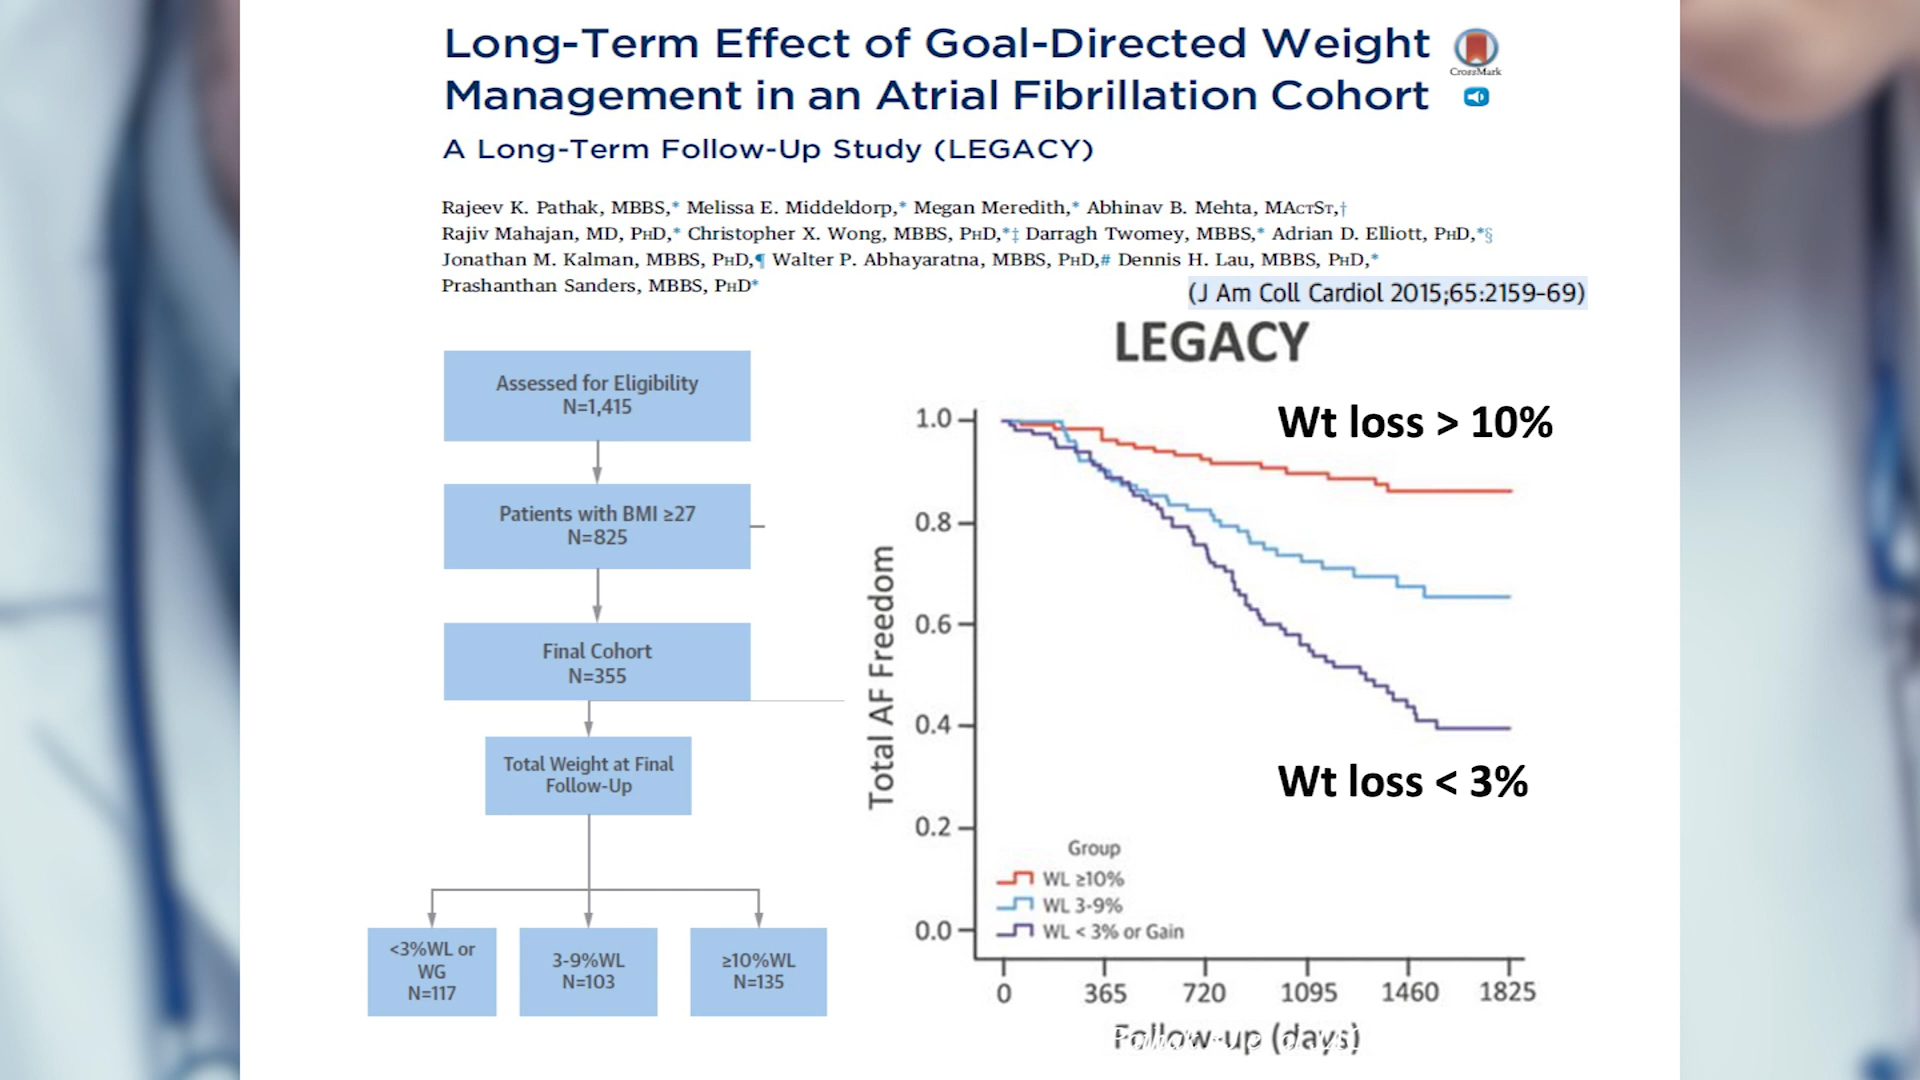 Long-Term Effect of Goal-Directed Weight
Management in an Atrial Fibrillation Cohort
CrossMark
A Long-Term Follow-Up Study (LEGACY)
Rajeev K. Pathak, MBBS,* Melissa E. Middeldorp,* Megan Meredith,* Abhinav B. Mehta, MActSt,†
Rajiv Mahajan, MD, PhD,* Christopher X. Wong, MBBS, PhD,*‡ Darragh Twomey, MBBS,* Adrian D. Elliott, PhD,*§
Jonathan M. Kalman, MBBS, PhD,¶ Walter P. Abhayaratna, MBBS, PhD,# Dennis H. Lau, MBBS, PhD,*
Prashanthan Sanders, MBBS, PhD*
(J Am Coll Cardiol 2015;65:2159–69)
Assessed for Eligibility
N=1,415
Patients with BMI ≥27
N=825
Final Cohort
N=355
Total Weight at Final
Follow-Up
<3%WL or
WG
N=117
3-9%WL
N=103
≥10%WL
N=135
LEGACY
Wt loss > 10%
Wt loss < 3%
Total AF Freedom
1.0
0.8
0.6
0.4
0.2
0.0
Group
WL ≥10%
WL 3-9%
WL < 3% or Gain
0 365 720 1095 1460 1825
Follow-up (days)